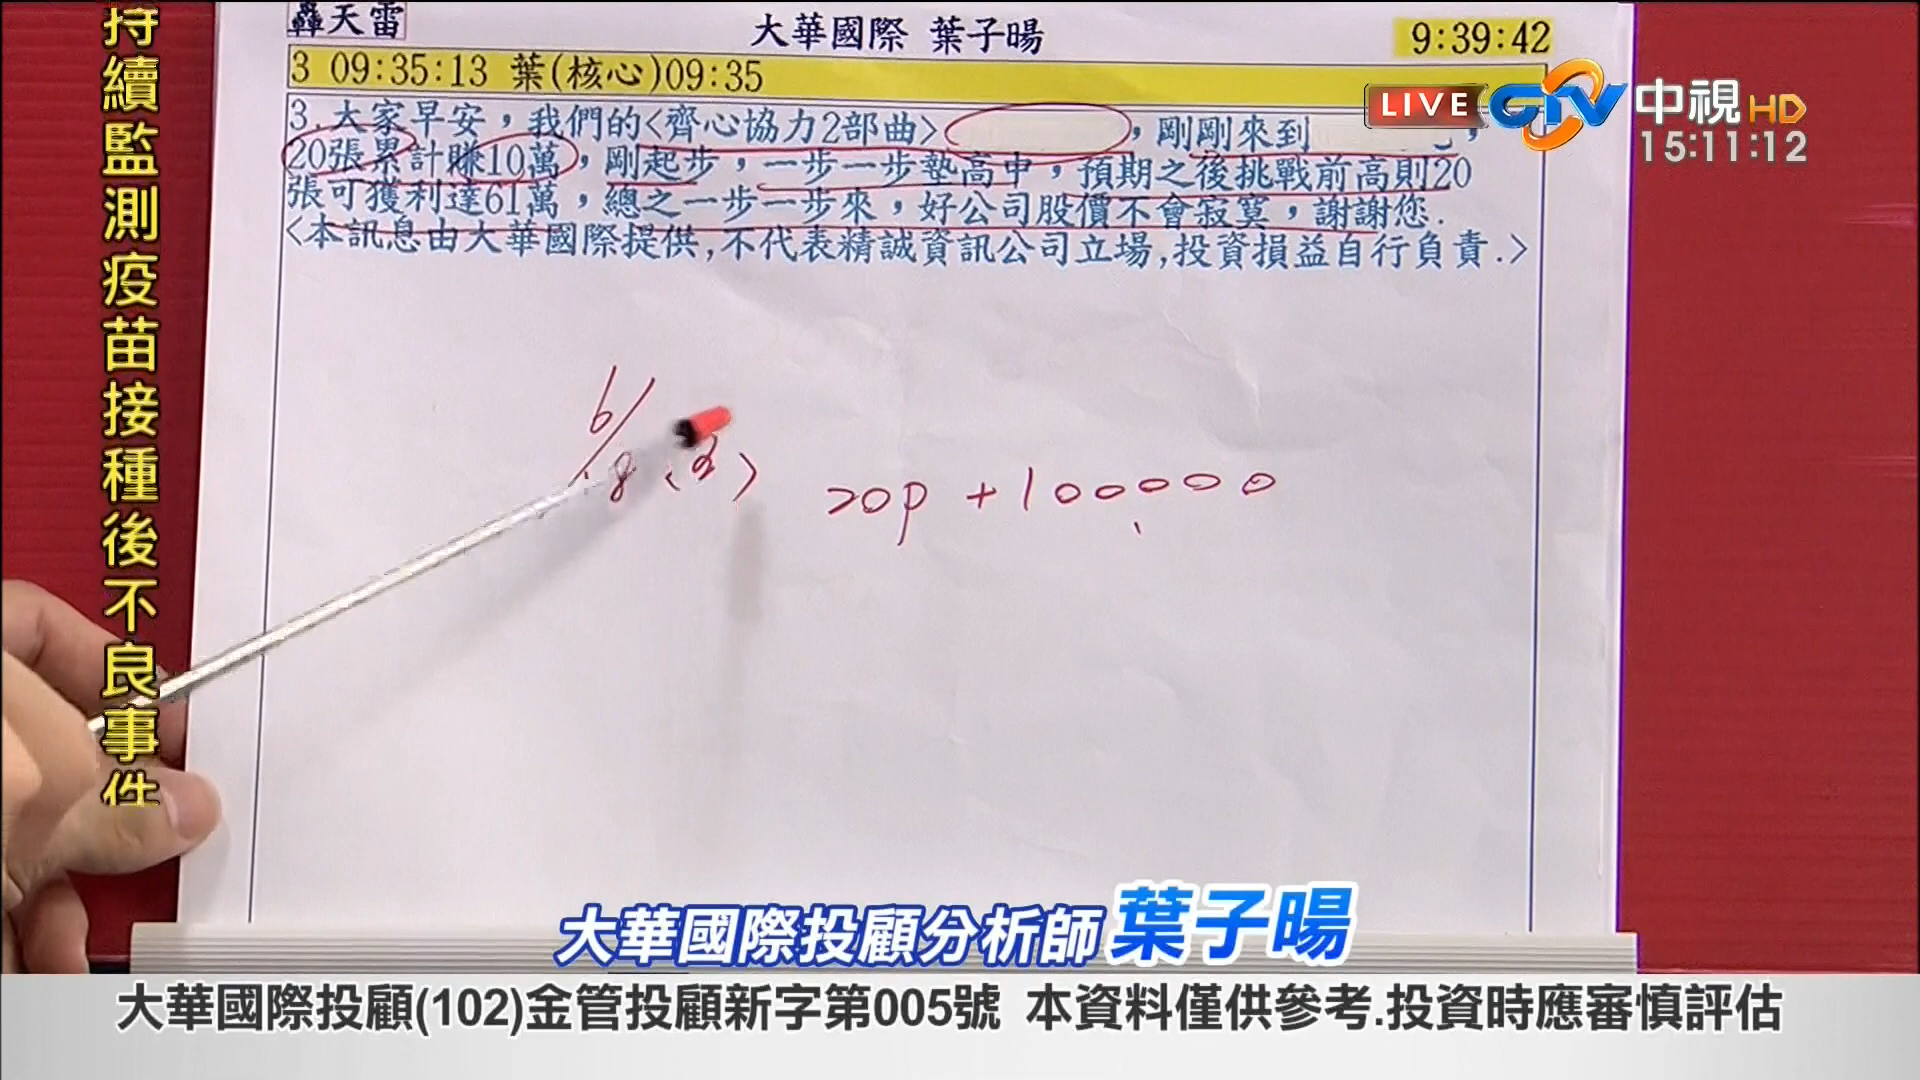 持續監測疫苗接種後不良事件
轟天雷
大華國際 葉子暘
9:39:42
3 09:35:13 葉(核心)09:35
3.大家早安，我們的<齊心協力2部曲>，剛剛來到，
20張累計賺10萬，剛起步，一步一步墊高中，預期之後挑戰前高則20
張可獲利達61萬，總之一步一步來，好公司股價不會寂寞，謝謝您.
<本訊息由大華國際提供,不代表精誠資訊公司立場,投資損益自行負責.>
LIVE CTV 中視HD
15:11:12
6/
18 20P +100000
大華國際投顧分析師 葉子暘
大華國際投顧(102)金管投顧新字第005號 本資料僅供參考.投資時應審慎評估